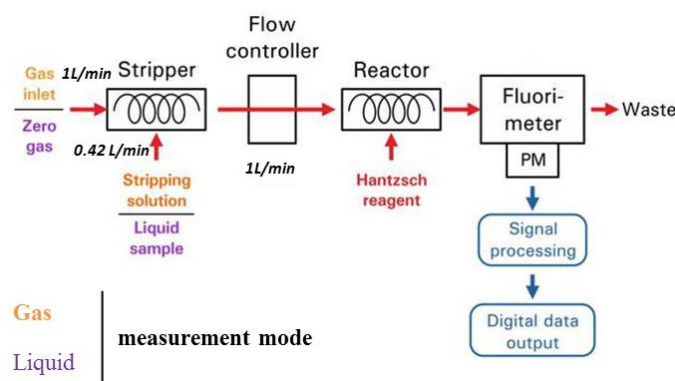 Flow
controller
Gas
inlet
1L/min
Stripper
Reactor
Fluori-
meter
Waste
Zero
gas
0.42 L/min
PM
1L/min
Stripping
solution
Hantzsch
reagent
Liquid
sample
Signal
processing
Gas
measurement mode
Liquid
Digital data
output